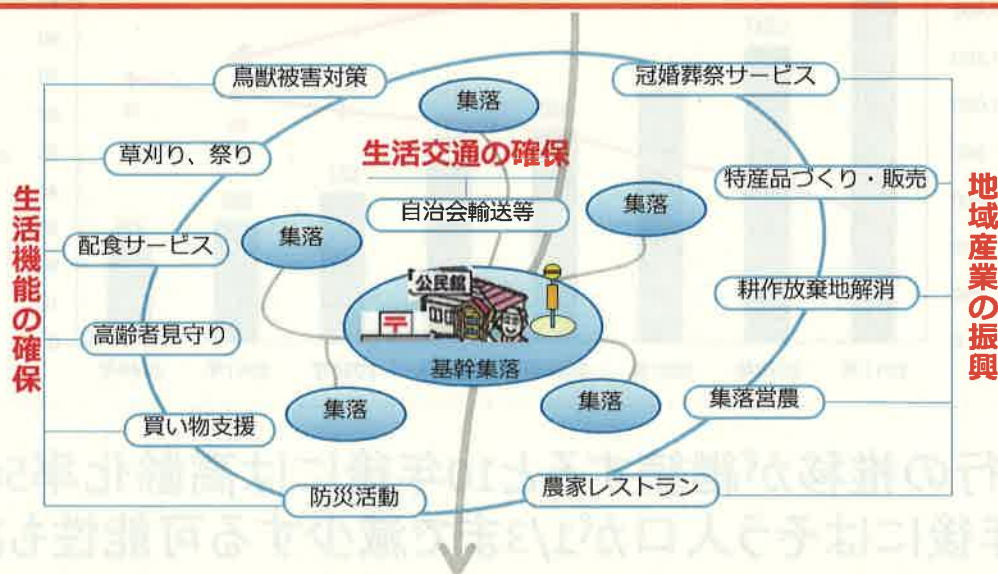 鳥獣被害対策
冠婚葬祭サービス
集落
草刈り、祭り
生活交通の確保
特産品づくり・販売
自治会輸送等
集落
集落
配食サービス
生活機能の確保
地域産業の振興
公民館
〒
耕作放棄地解消
高齢者見守り
基幹集落
集落
集落
集落営農
買い物支援
防災活動
農家レストラン